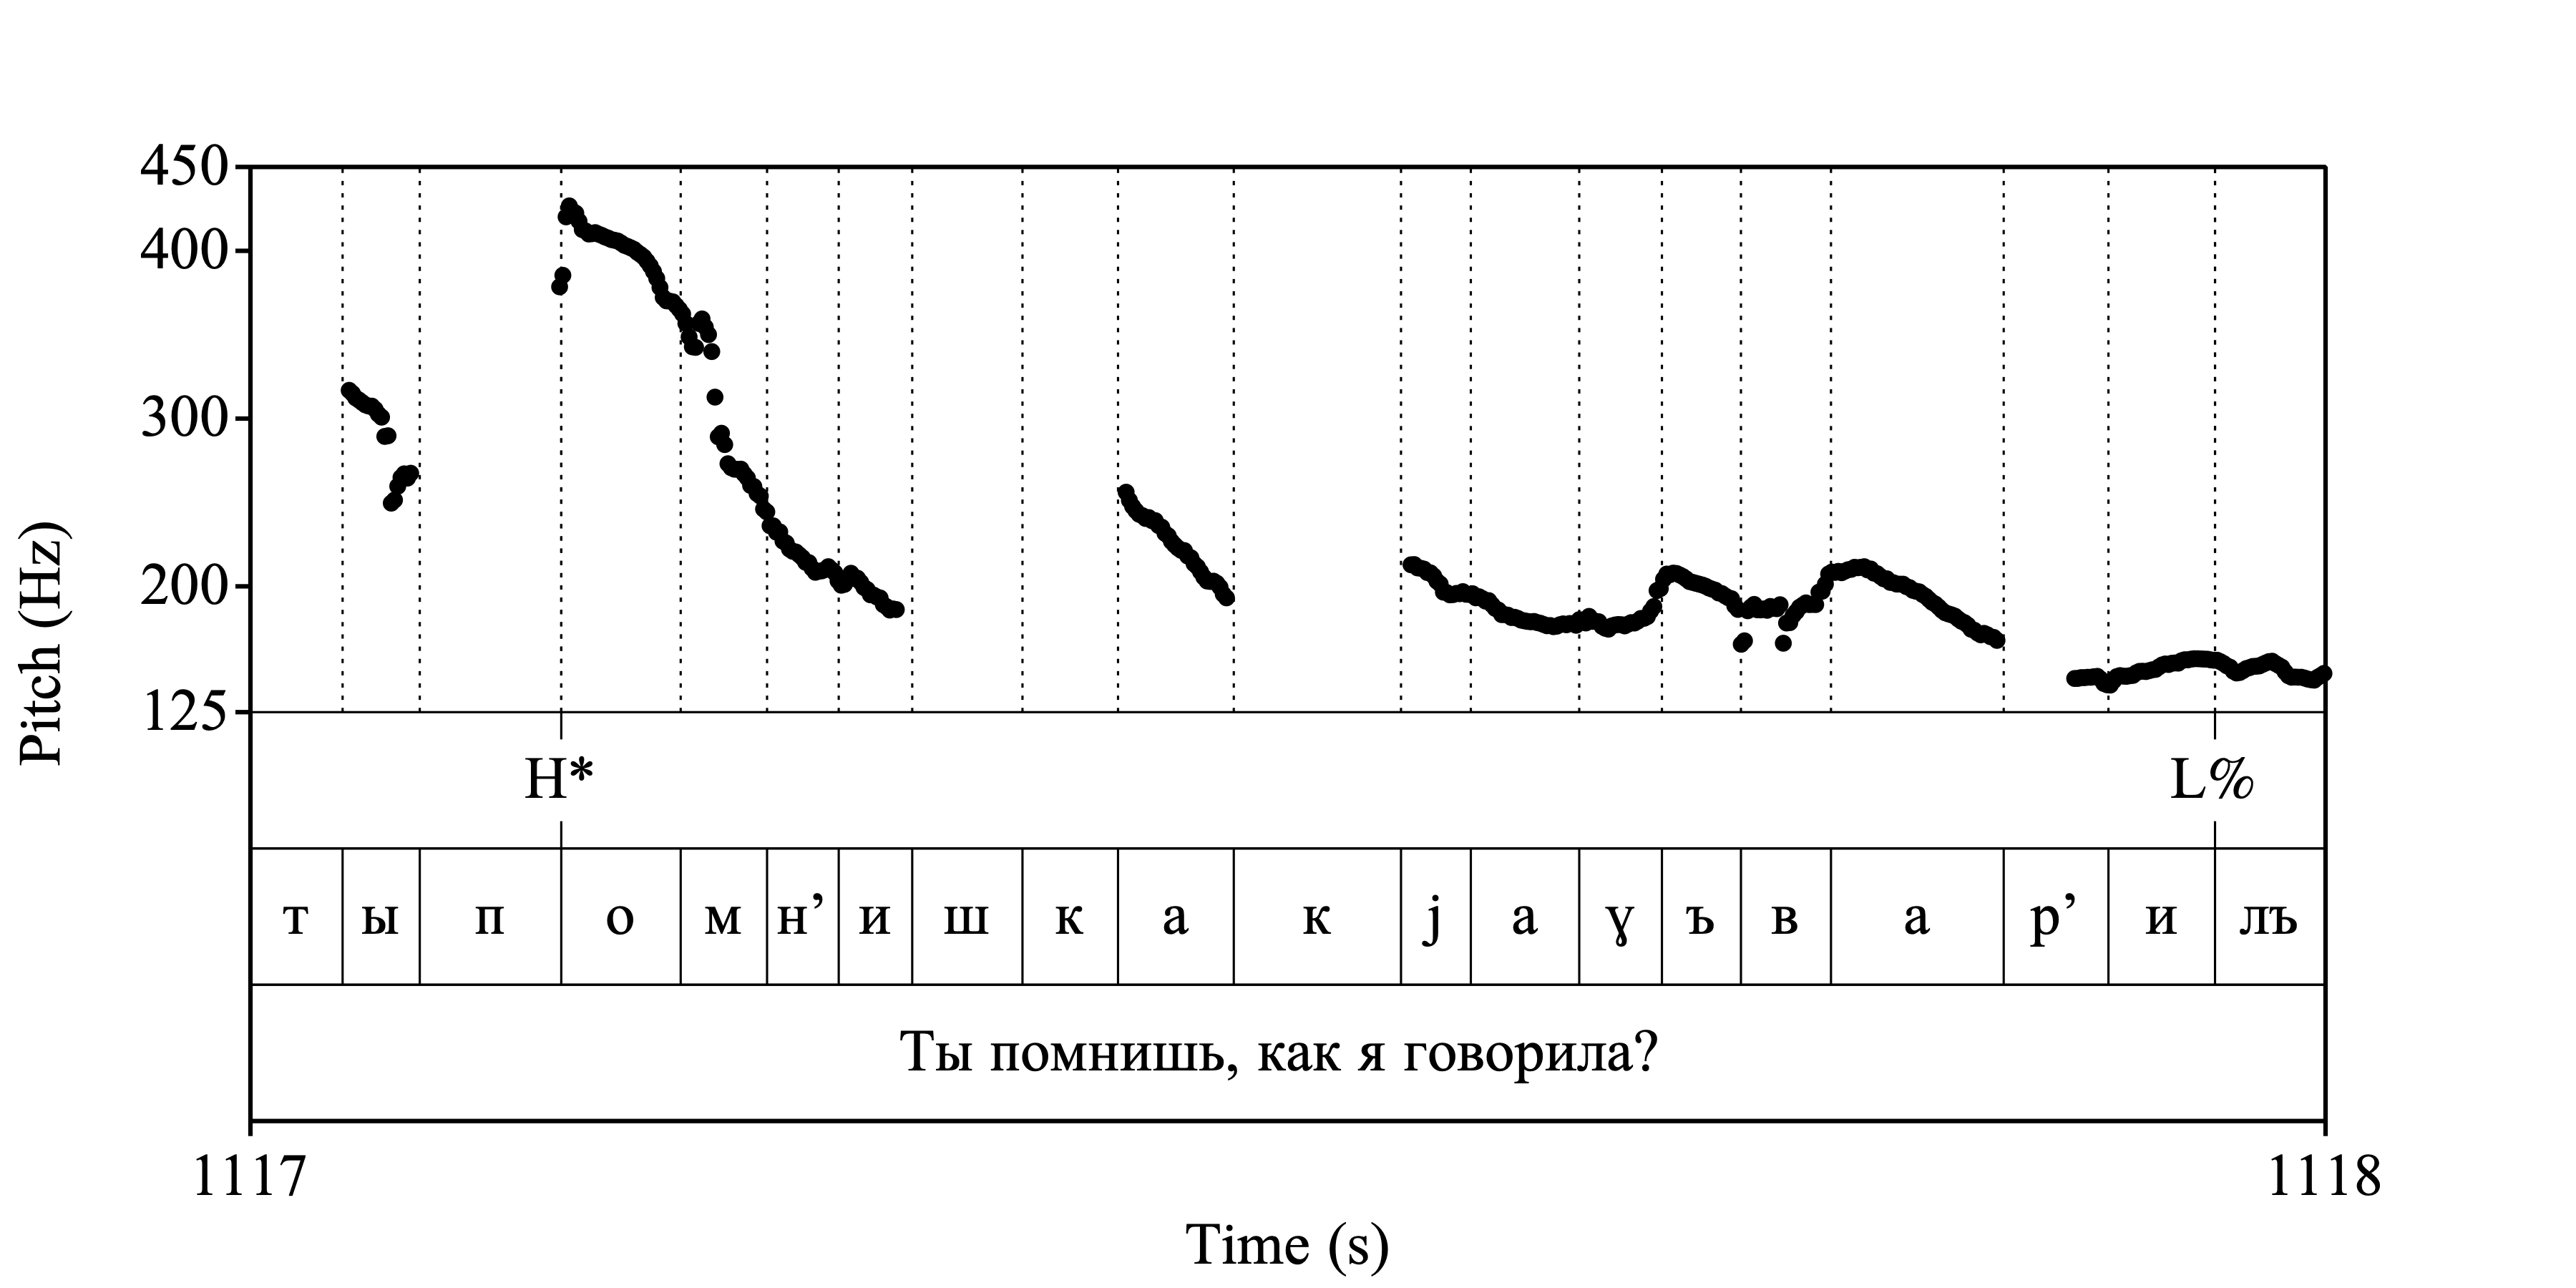 450
400
300
200
125
Pitch (Hz)
H* L%
т ы п о м н’ и ш к а к j а ɣ ъ в а р’ и лъ
Ты помнишь, как я говорила?
1117 1118
Time (s)